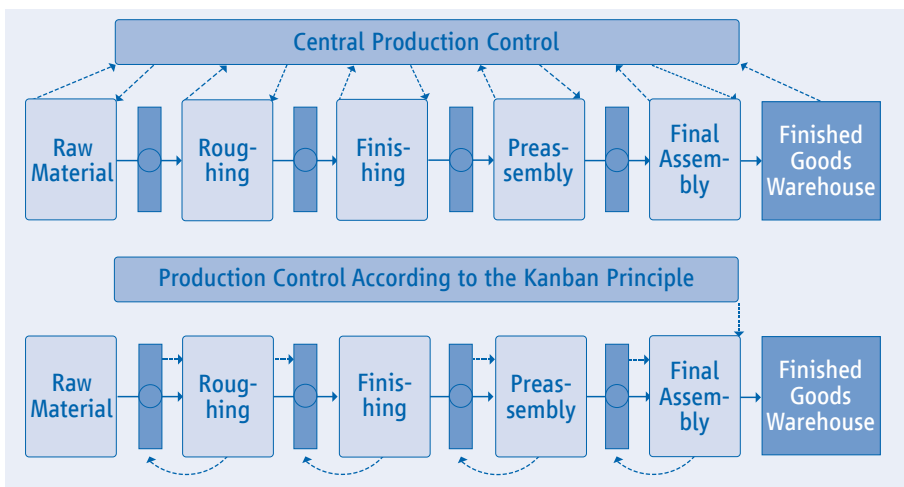 Central Production Control
Raw
Material
Roug-
hing
Finis-
hing
Preas-
sembly
Final
Assem-
bly
Finished
Goods
Warehouse
Production Control According to the Kanban Principle
Raw
Material
Roug-
hing
Finis-
hing
Preas-
sembly
Final
Assem-
bly
Finished
Goods
Warehouse